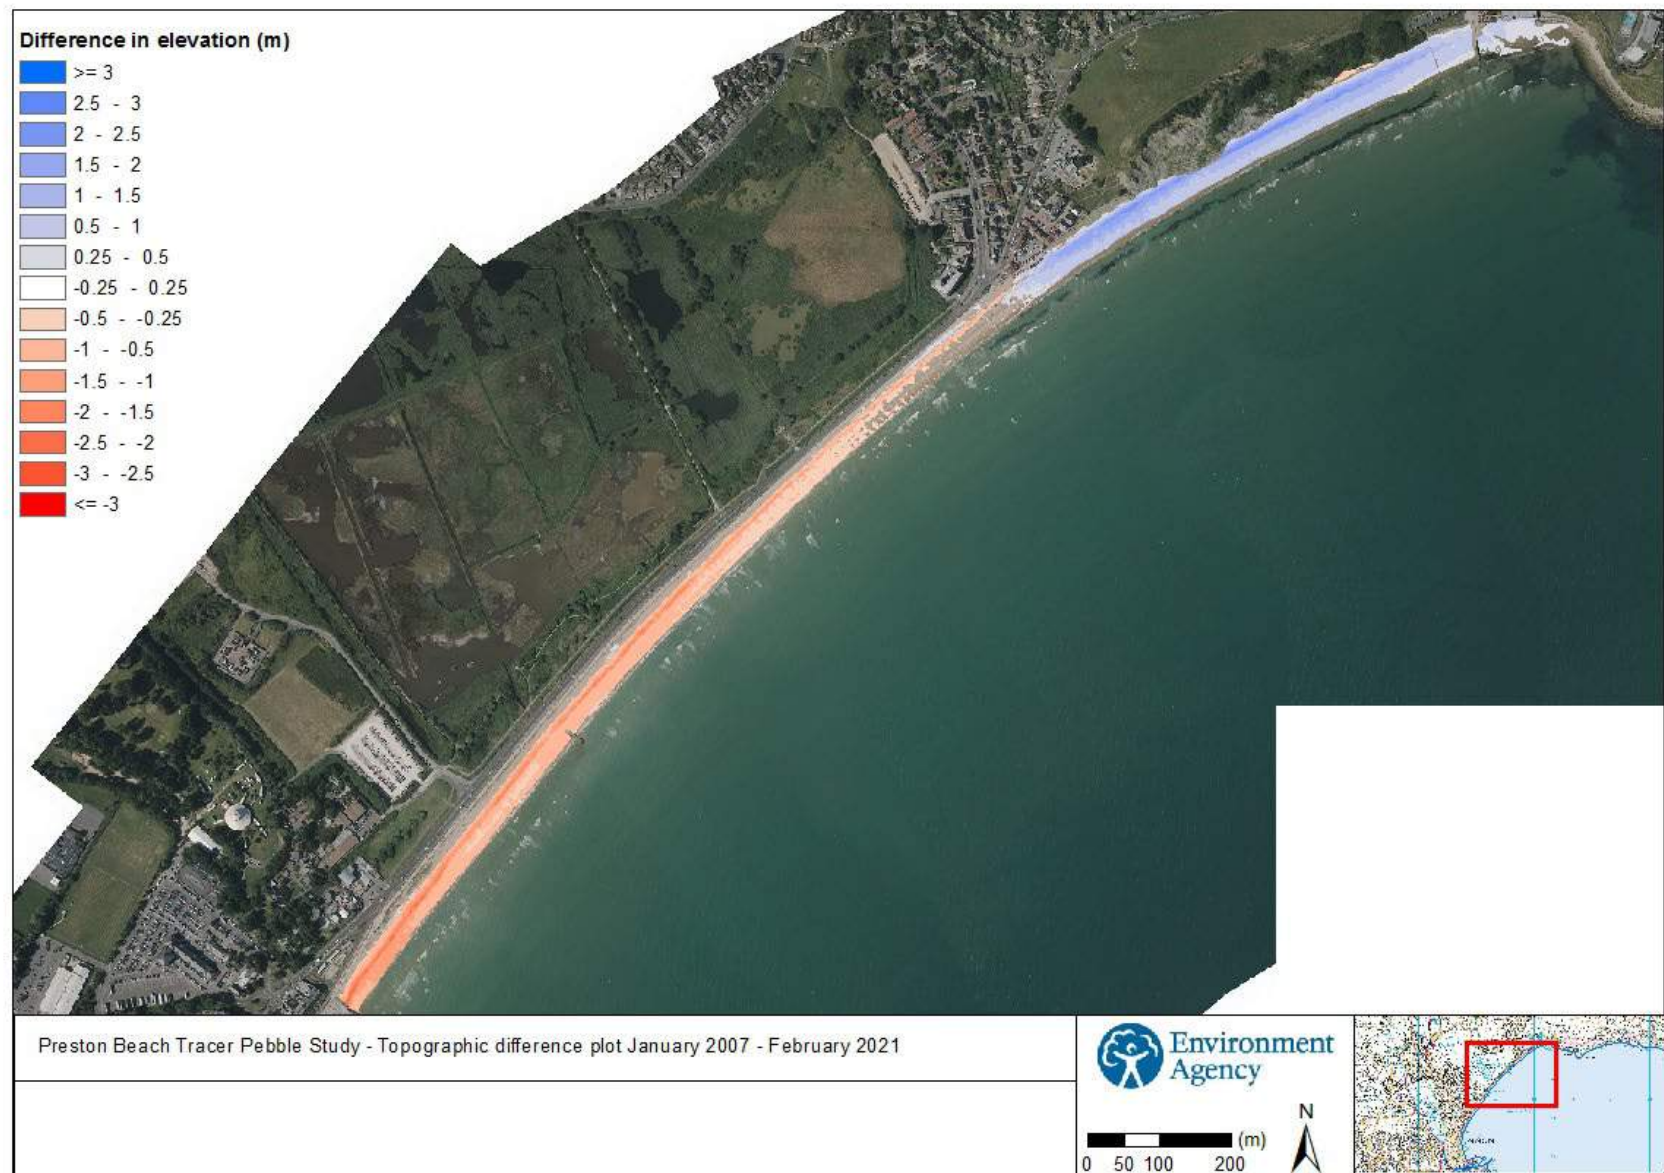 Difference in elevation (m)
>= 3
2.5 - 3
2 - 2.5
1.5 - 2
1 - 1.5
0.5 - 1
0.25 - 0.5
-0.25 - 0.25
-0.5 - -0.25
-1 - -0.5
-1.5 - -1
-2 - -1.5
-2.5 - -2
-3 - -2.5
<= -3
Preston Beach Tracer Pebble Study - Topographic difference plot January 2007 - February 2021
Environment
Agency
N
(m)
0 50 100 200